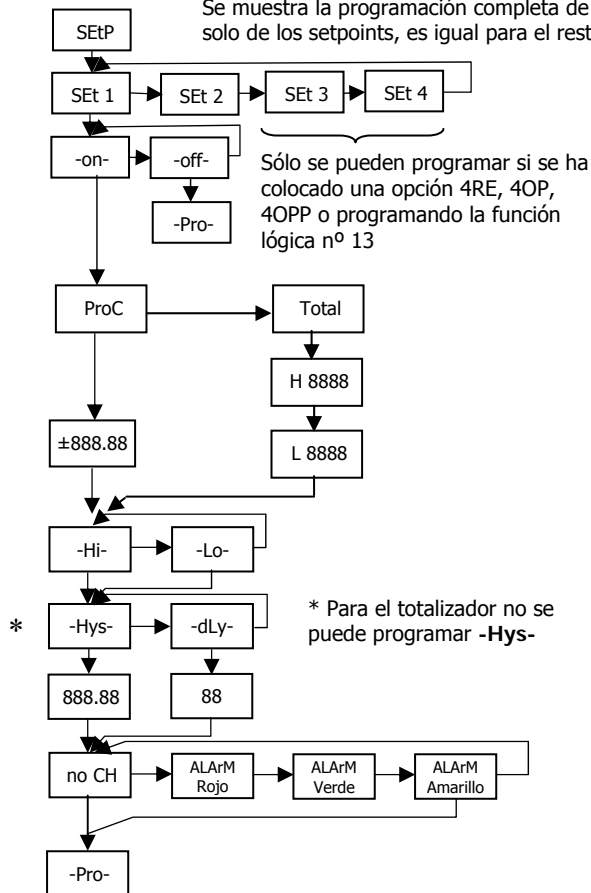 Se muestra la programación completa de
solo de los setpoints, es igual para el rest
SEtP
SEt 1
SEt 2
SEt 3
SEt 4
-on-
-off-
-Pro-
Sólo se pueden programar si se ha
colocado una opción 4RE, 4OP,
4OPP o programando la función
lógica nº 13
ProC
Total
H 8888
±888.88
L 8888
-Hi-
-Lo-
*
-Hys-
-dLy-
* Para el totalizador no se
puede programar -Hys-
888.88
88
no CH
ALArM
Rojo
ALArM
Verde
ALArM
Amarillo
-Pro-